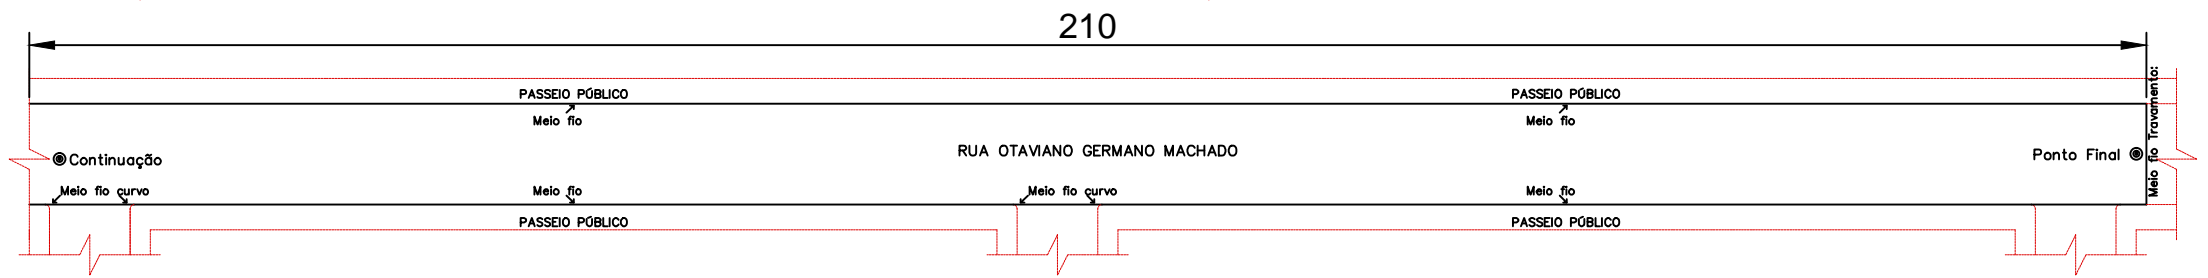 210
PASSEIO PÚBLICO
PASSEIO PÚBLICO
Meio fio
Meio fio
Meio fio Travamento:
RUA OTAVIANO GERMANO MACHADO
Continuação
Ponto Final
Meio fio curvo
Meio fio
Meio fio curvo
Meio fio
PASSEIO PÚBLICO
PASSEIO PÚBLICO